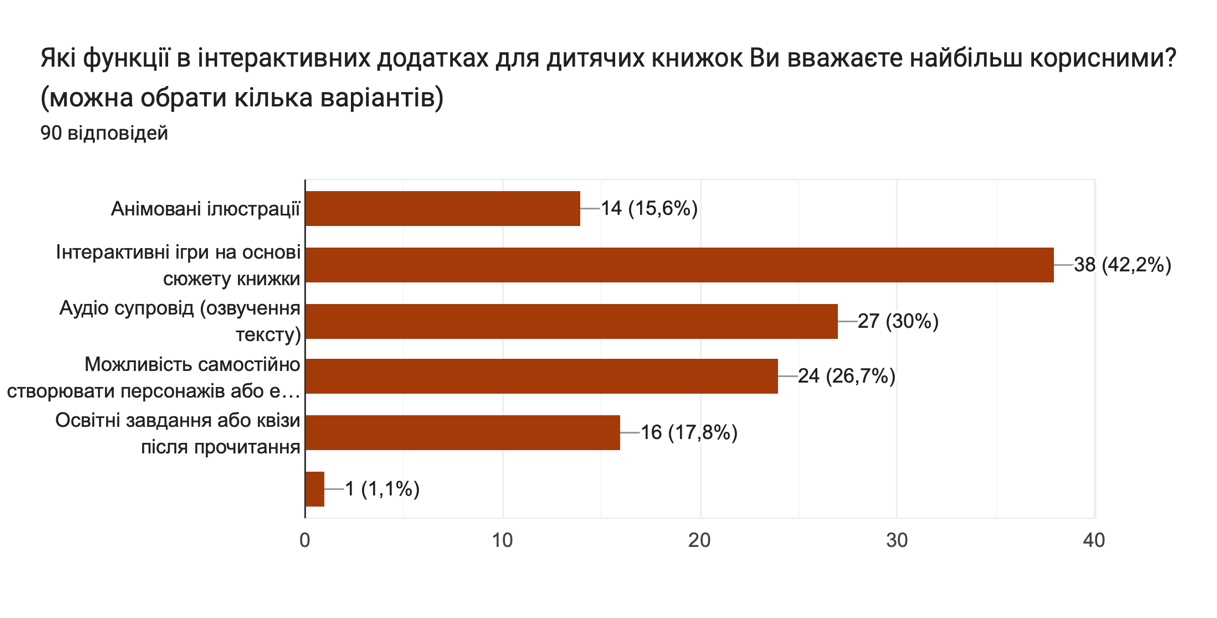 Які функції в інтерактивних додатках для дитячих книжок Ви вважаєте найбільш корисними?
(можна обрати кілька варіантів)
90 відповідей
Анімовані ілюстрації
14 (15,6%)
Інтерактивні ігри на основі
сюжету книжки
38 (42,2%)
Аудіо супровід (озвучення
тексту)
27 (30%)
Можливість самостійно
створювати персонажів або е…
24 (26,7%)
Освітні завдання або квізи
після прочитання
16 (17,8%)
1 (1,1%)
0 10 20 30 40